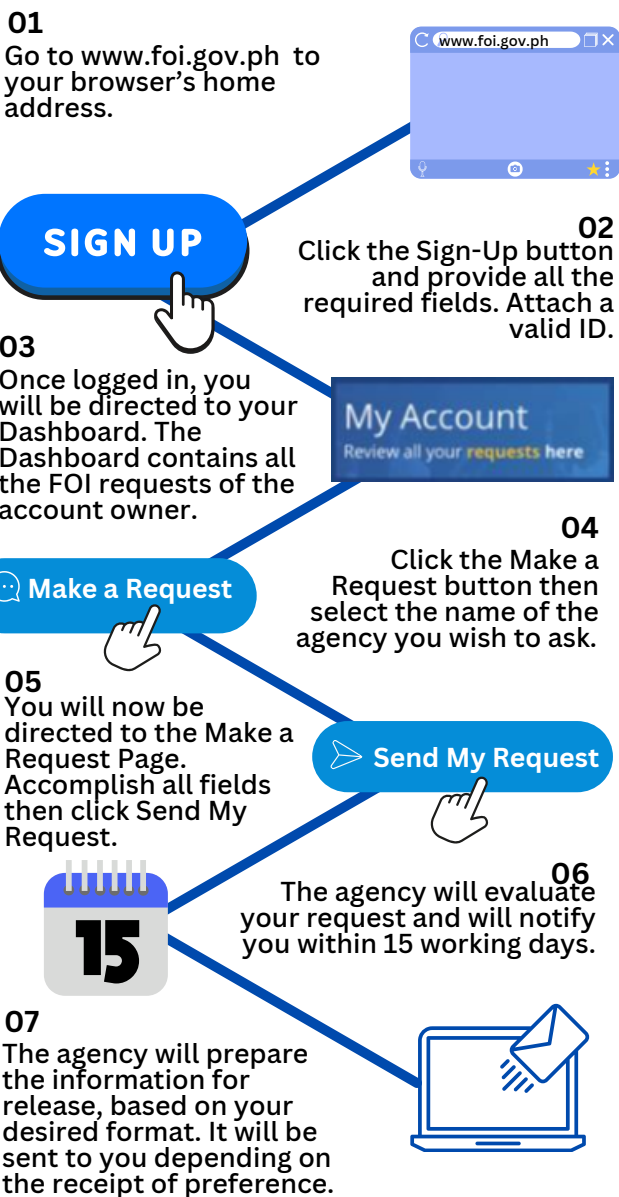 01
Go to www.foi.gov.ph to
your browser's home
address.
www.foi.gov.ph
SIGN UP
02
Click the Sign-Up button
and provide all the
required fields. Attach a
valid ID.
03
Once logged in, you
will be directed to your
Dashboard. The
Dashboard contains all
the FOI requests of the
account owner.
My Account
Review all your requests here
04
Click the Make a
Request button then
select the name of the
agency you wish to ask.
Make a Request
05
You will now be
directed to the Make a
Request Page.
Accomplish all fields
then click Send My
Request.
Send My Request
06
The agency will evaluate
your request and will notify
you within 15 working days.
15
07
The agency will prepare
the information for
release, based on your
desired format. It will be
sent to you depending on
the receipt of preference.